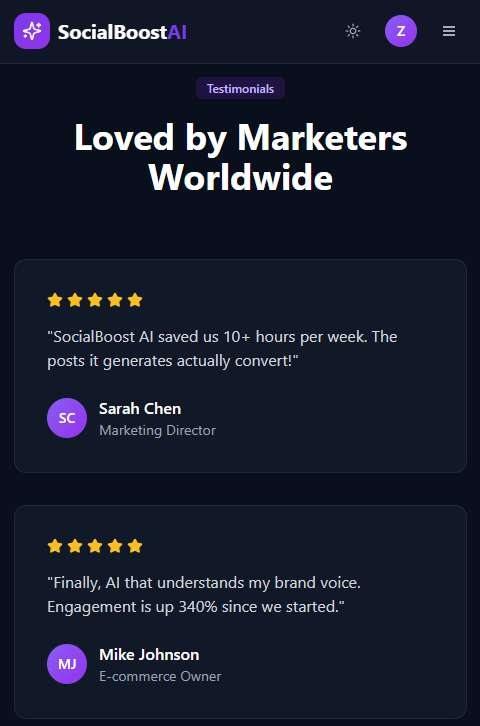 SocialBoostAI
Z
Testimonials
Loved by Marketers
Worldwide
"SocialBoost AI saved us 10+ hours per week. The
posts it generates actually convert!"
SC
Sarah Chen
Marketing Director
"Finally, AI that understands my brand voice.
Engagement is up 340% since we started."
MJ
Mike Johnson
E-commerce Owner